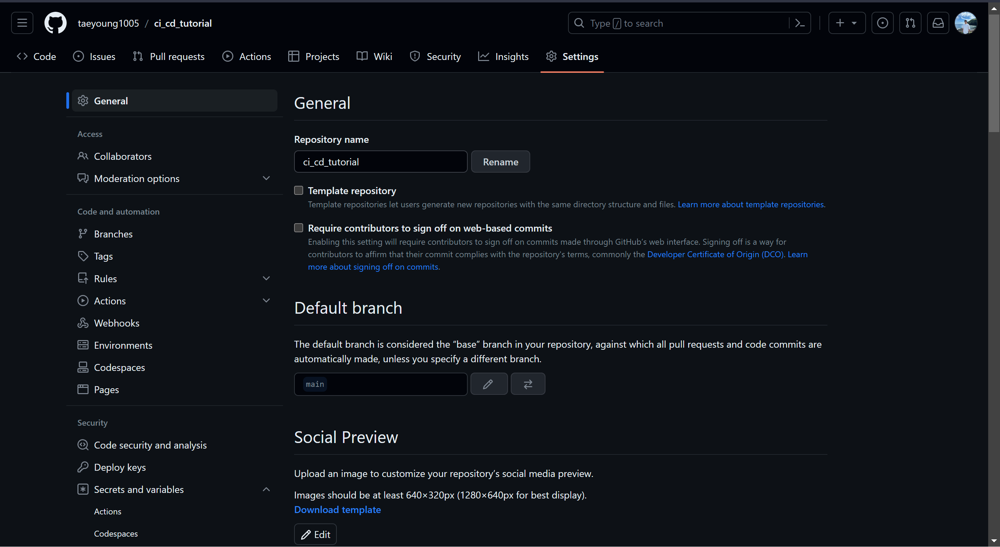 taeyoung1005 / ci_cd_tutorial
Type / to search
Code
Issues
Pull requests
Actions
Projects
Wiki
Security
Insights
Settings
General
Access
Collaborators
Moderation options
Code and automation
Branches
Tags
Rules
Actions
Webhooks
Environments
Codespaces
Pages
Security
Code security and analysis
Deploy keys
Secrets and variables
Actions
Codespaces
General
Repository name
ci_cd_tutorial
Rename
Template repository
Template repositories let users generate new repositories with the same directory structure and files. Learn more about template repositories.
Require contributors to sign off on web-based commits
Enabling this setting will require contributors to sign off on commits made through GitHub’s web interface. Signing off is a way for
contributors to affirm that their commit complies with the repository's terms, commonly the Developer Certificate of Origin (DCO). Learn
more about signing off on commits.
Default branch
The default branch is considered the “base” branch in your repository, against which all pull requests and code commits are
automatically made, unless you specify a different branch.
main
Social Preview
Upload an image to customize your repository’s social media preview.
Images should be at least 640×320px (1280×640px for best display).
Download template
Edit